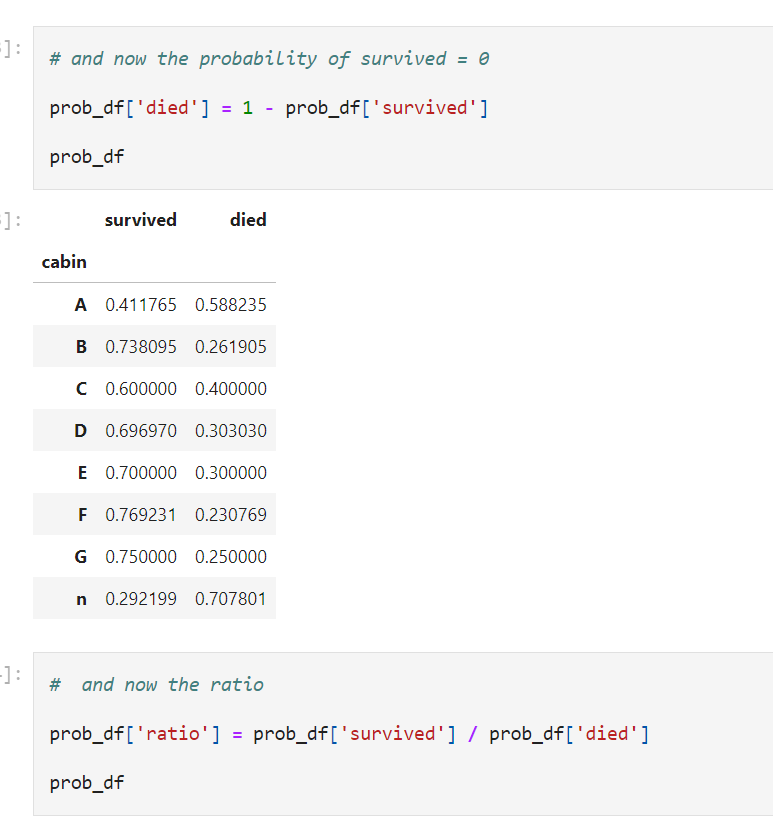 ]:
# and now the probability of survived = 0
prob_df['died'] = 1 - prob_df['survived']
prob_df
]:
survived died
cabin
A 0.411765 0.588235
B 0.738095 0.261905
C 0.600000 0.400000
D 0.696970 0.303030
E 0.700000 0.300000
F 0.769231 0.230769
G 0.750000 0.250000
n 0.292199 0.707801
]:
#  and now the ratio
prob_df['ratio'] = prob_df['survived'] / prob_df['died']
prob_df